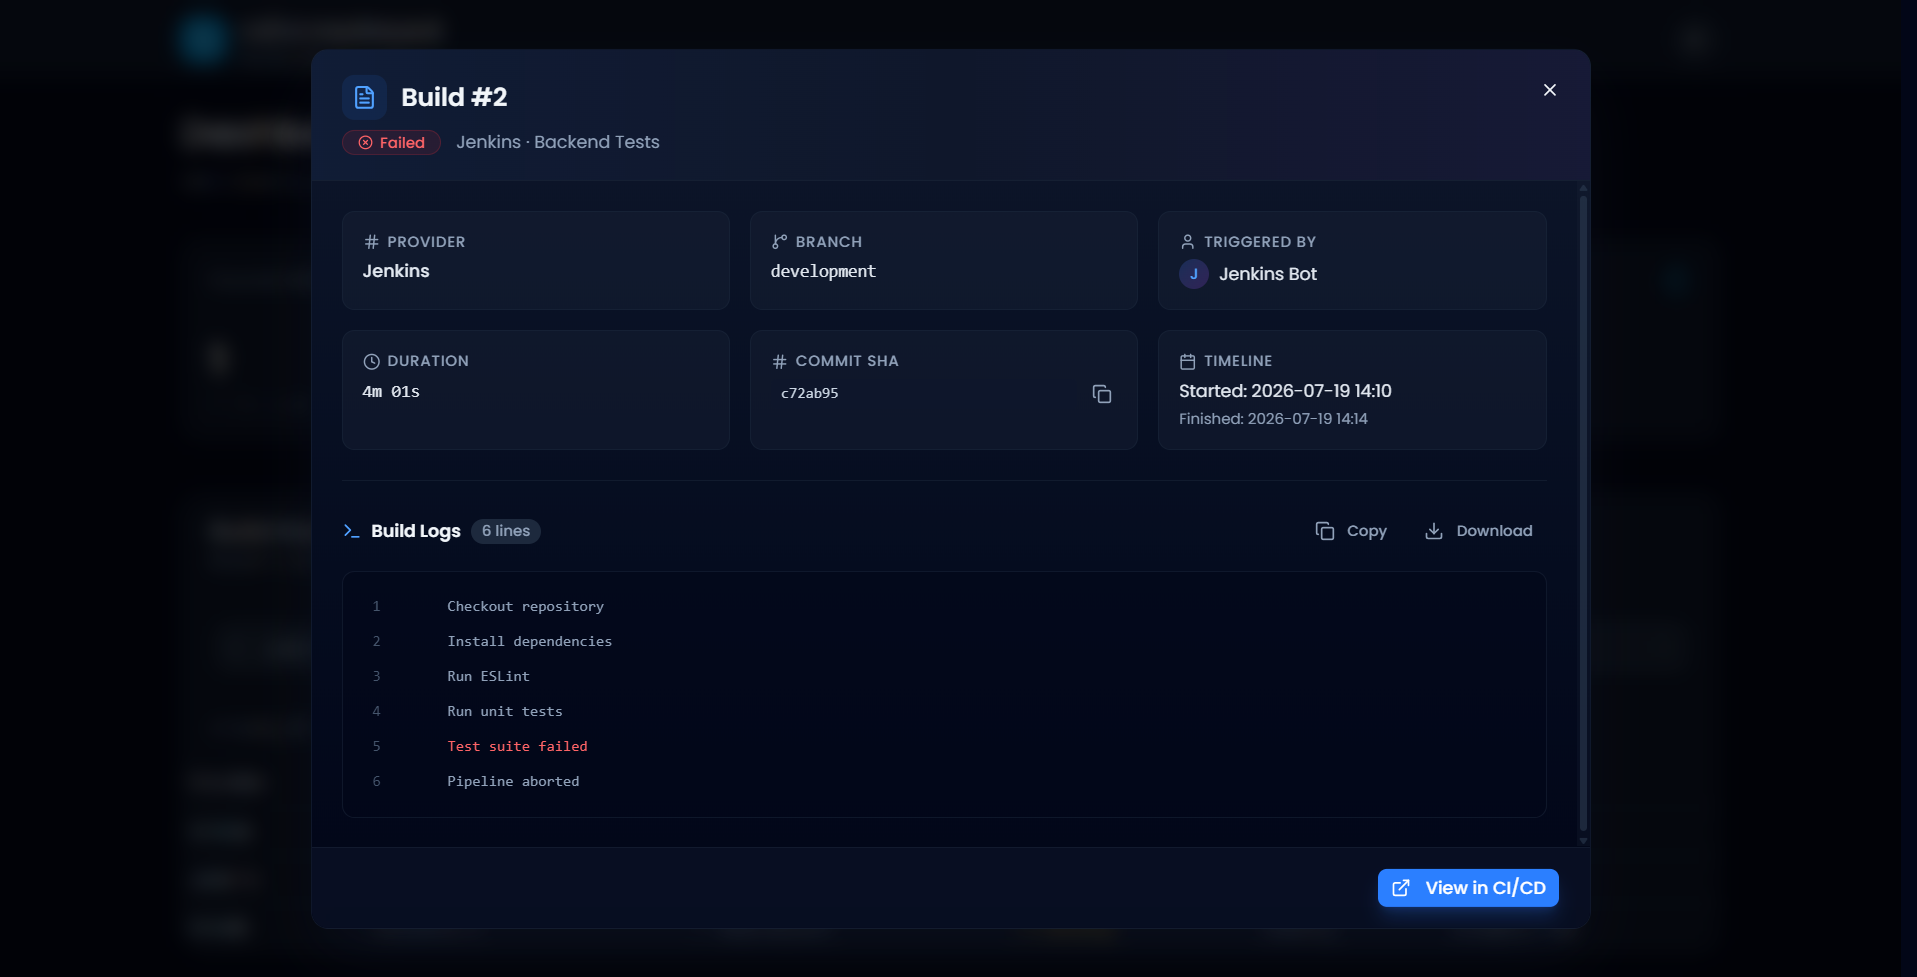 Build #2
Failed
Jenkins · Backend Tests
PROVIDER
Jenkins
BRANCH
development
TRIGGERED BY
J
Jenkins Bot
DURATION
4m 01s
COMMIT SHA
c72ab95
TIMELINE
Started: 2026-07-19 14:10
Finished: 2026-07-19 14:14
Build Logs
6 lines
Copy
Download
1 Checkout repository
2 Install dependencies
3 Run ESLint
4 Run unit tests
5 Test suite failed
6 Pipeline aborted
View in CI/CD